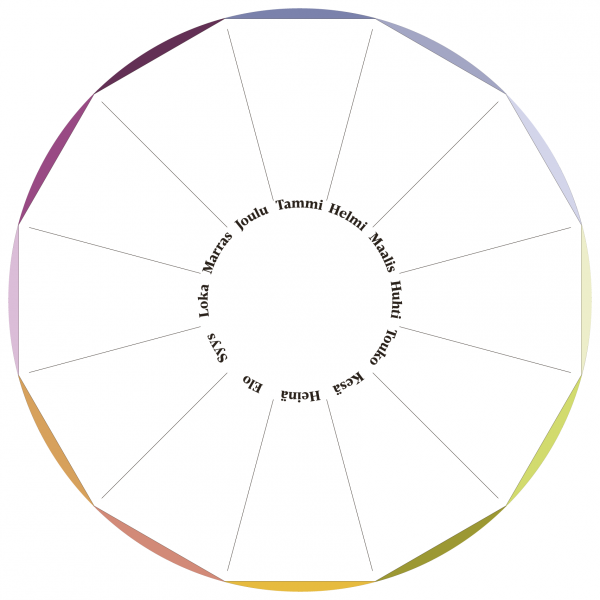 Tammi
Helmi
Maalis
Huhti
Touko
Kesä
Heinä
Elo
Syys
Loka
Marras
Joulu